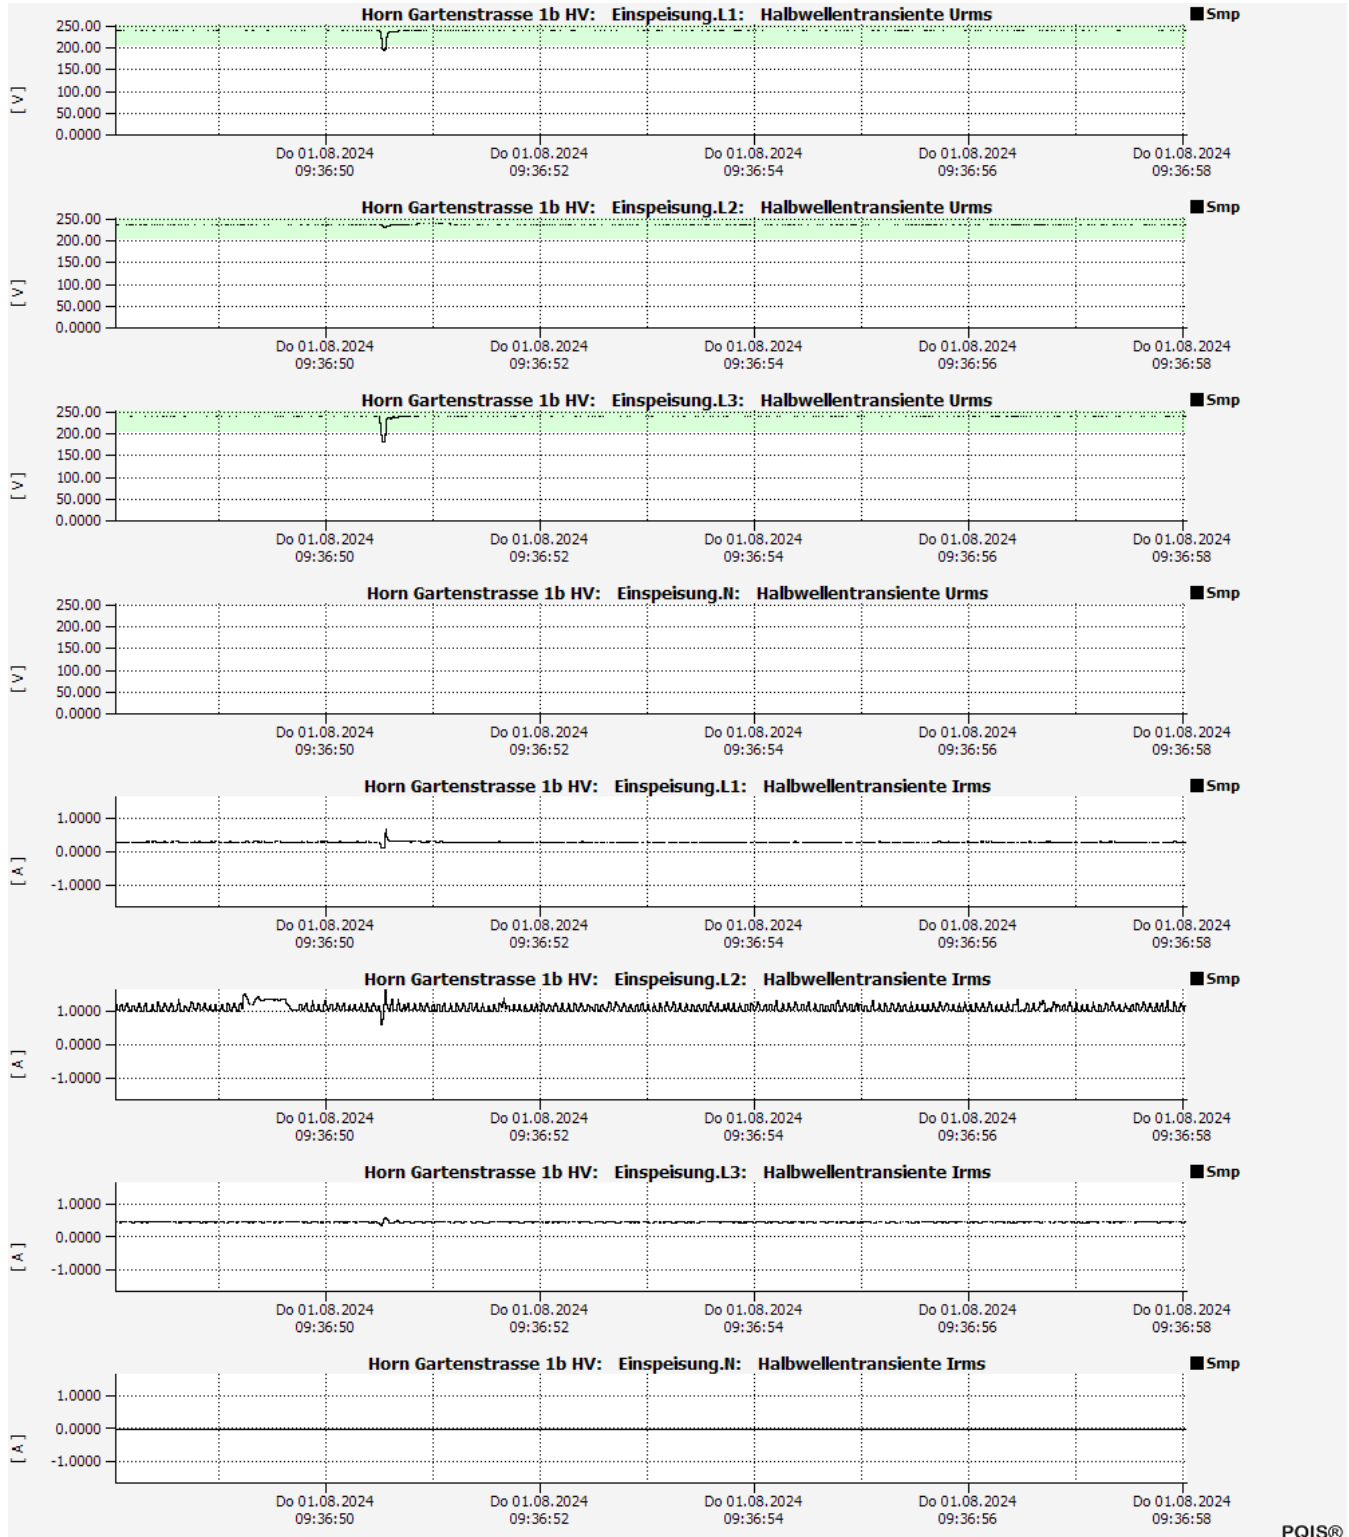 Horn Gartenstrasse 1b HV: Einspeisung.L1: Halbwellentransiente Urms
Smp
250.00
200.00
150.00
100.00
50.000
0.0000
[ V ]
Do 01.08.2024 Do 01.08.2024 Do 01.08.2024 Do 01.08.2024 Do 01.08.2024
09:36:50 09:36:52 09:36:54 09:36:56 09:36:58
Horn Gartenstrasse 1b HV: Einspeisung.L2: Halbwellentransiente Urms
Smp
250.00
200.00
150.00
100.00
50.000
0.0000
[ V ]
Do 01.08.2024 Do 01.08.2024 Do 01.08.2024 Do 01.08.2024 Do 01.08.2024
09:36:50 09:36:52 09:36:54 09:36:56 09:36:58
Horn Gartenstrasse 1b HV: Einspeisung.L3: Halbwellentransiente Urms
Smp
250.00
200.00
150.00
100.00
50.000
0.0000
[ V ]
Do 01.08.2024 Do 01.08.2024 Do 01.08.2024 Do 01.08.2024 Do 01.08.2024
09:36:50 09:36:52 09:36:54 09:36:56 09:36:58
Horn Gartenstrasse 1b HV: Einspeisung.N: Halbwellentransiente Urms
Smp
250.00
200.00
150.00
100.00
50.000
0.0000
[ V ]
Do 01.08.2024 Do 01.08.2024 Do 01.08.2024 Do 01.08.2024 Do 01.08.2024
09:36:50 09:36:52 09:36:54 09:36:56 09:36:58
Horn Gartenstrasse 1b HV: Einspeisung.L1: Halbwellentransiente Irms
Smp
1.0000
0.0000
-1.0000
[ A ]
Do 01.08.2024 Do 01.08.2024 Do 01.08.2024 Do 01.08.2024 Do 01.08.2024
09:36:50 09:36:52 09:36:54 09:36:56 09:36:58
Horn Gartenstrasse 1b HV: Einspeisung.L2: Halbwellentransiente Irms
Smp
1.0000
0.0000
-1.0000
[ A ]
Do 01.08.2024 Do 01.08.2024 Do 01.08.2024 Do 01.08.2024 Do 01.08.2024
09:36:50 09:36:52 09:36:54 09:36:56 09:36:58
Horn Gartenstrasse 1b HV: Einspeisung.L3: Halbwellentransiente Irms
Smp
1.0000
0.0000
-1.0000
[ A ]
Do 01.08.2024 Do 01.08.2024 Do 01.08.2024 Do 01.08.2024 Do 01.08.2024
09:36:50 09:36:52 09:36:54 09:36:56 09:36:58
Horn Gartenstrasse 1b HV: Einspeisung.N: Halbwellentransiente Irms
Smp
1.0000
0.0000
-1.0000
[ A ]
Do 01.08.2024 Do 01.08.2024 Do 01.08.2024 Do 01.08.2024 Do 01.08.2024
09:36:50 09:36:52 09:36:54 09:36:56 09:36:58
PQIS®